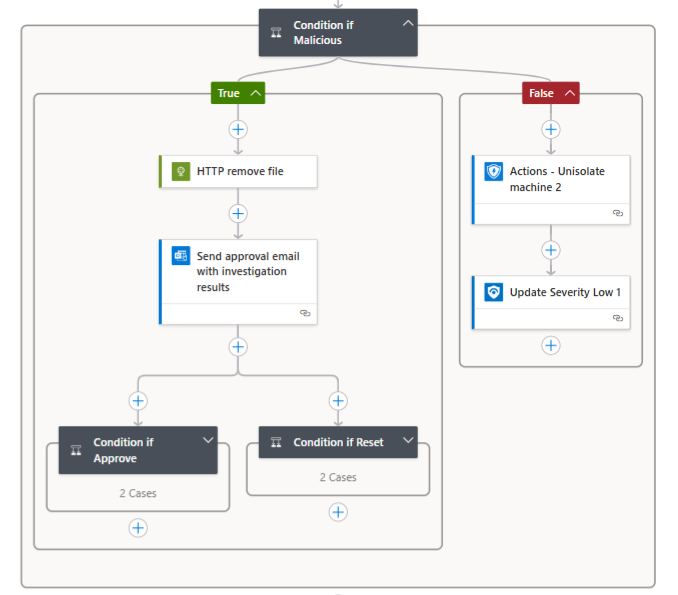 Condition if
Malicious
True
False
HTTP remove file
Actions - Unisolate
machine 2
Send approval email
with investigation
results
Update Severity Low 1
Condition if
Approve
2 Cases
Condition if Reset
2 Cases